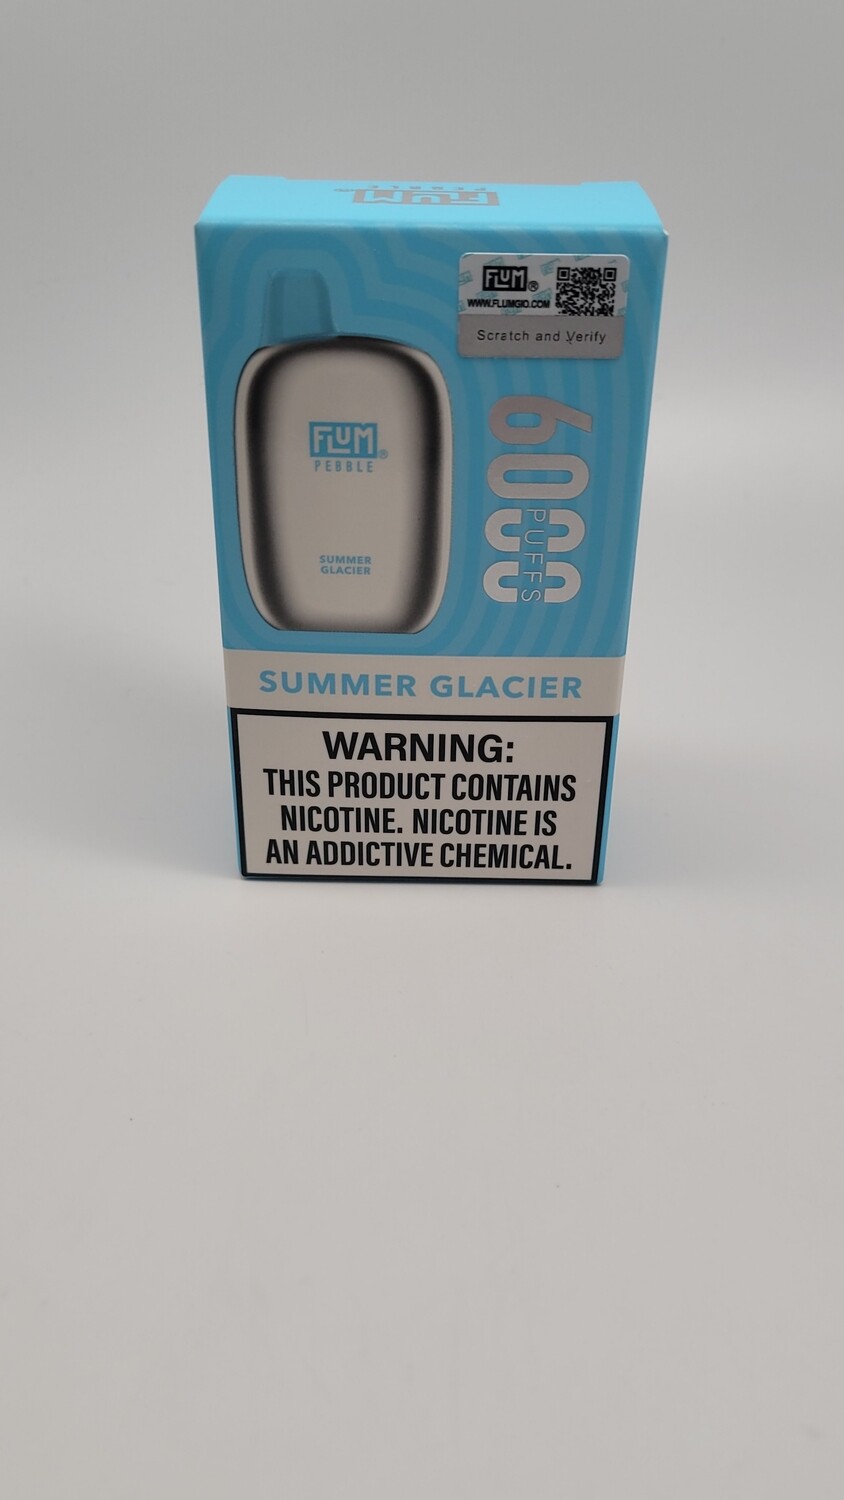 FLUM
PEBBLE
FLUM®
WWW.FLUMGIO.COM
Scratch and Verify
FLUM®
PEBBLE
SUMMER
GLACIER
6000
PUFFS
SUMMER GLACIER
WARNING:
THIS PRODUCT CONTAINS
NICOTINE. NICOTINE IS
AN ADDICTIVE CHEMICAL.